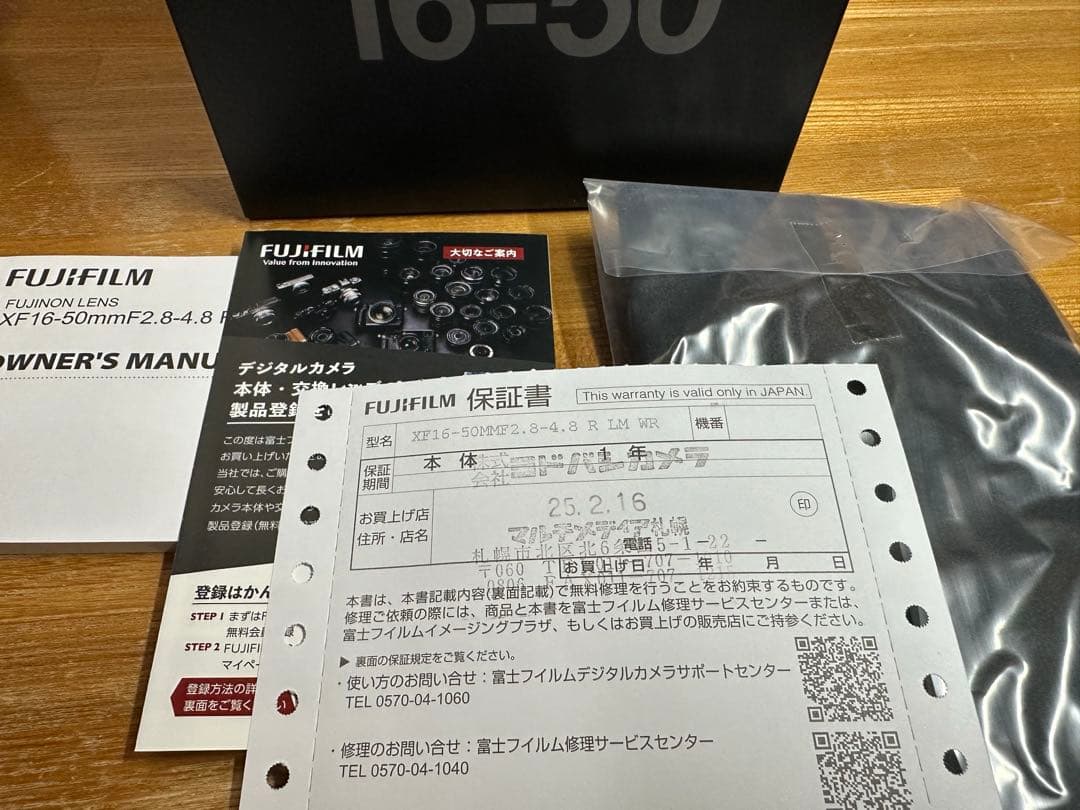 16-50
FUJIFILM
FUJINON LENS
XF16-50mmF2.8-4.8 R
OWNER'S MANU
FUJIFILM
Value from Innovation
大切なご案内
デジタルカメラ
本体・交換レンズ
製品登録
この度は富士フ
お買い上げいた
当社では、ご購
安心して長くお
カメラ本体や交
製品登録(無料
登録はかん
STEP 1 まずはF
無料会員
STEP 2 FUJIFI
マイペー
登録方法の詳
裏面をご覧く
FUJIFILM 保証書
This warranty is valid only in JAPAN.
型名 XF16-50MMF2.8-4.8 R LM WR 機番
保証期間 本体 1年
株式会社ヨドバシカメラ
25.2.16
お買上げ店
住所・店名
印
マルチメディア札幌
札幌市北区北6条 5-1-22
電話
〒060
0806
お買上げ日 年 月 日
本書は、本書記載内容(裏面記載)で無料修理を行うことをお約束するものです。
修理ご依頼の際には、商品と本書を富士フイルム修理サービスセンターまたは、
富士フイルムイメージングプラザ、もしくはお買上げの販売店にご持参ください。
▶ 裏面の保証規定をご覧ください。
・使い方のお問い合せ：富士フイルムデジタルカメラサポートセンター
TEL 0570-04-1060
・修理のお問い合せ：富士フイルム修理サービスセンター
TEL 0570-04-1040